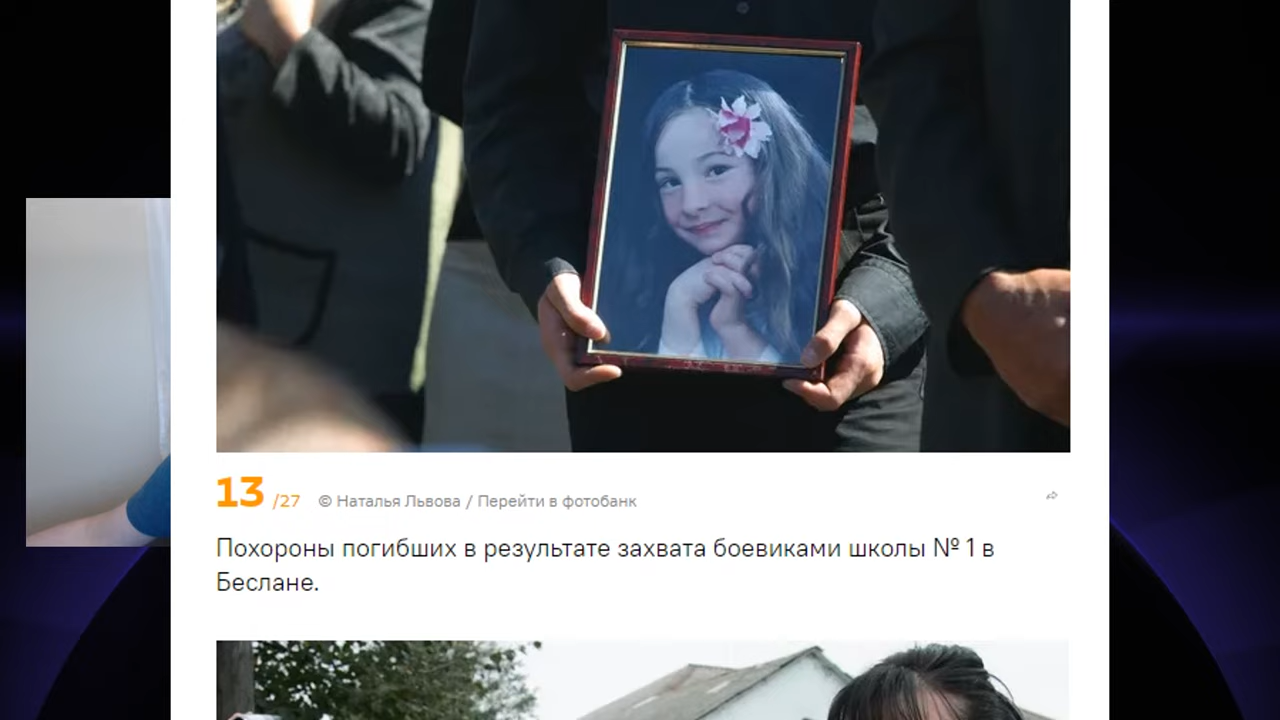 13 /27 © Наталья Львова / Перейти в фотобанк
Похороны погибших в результате захвата боевиками школы № 1 в
Беслане.